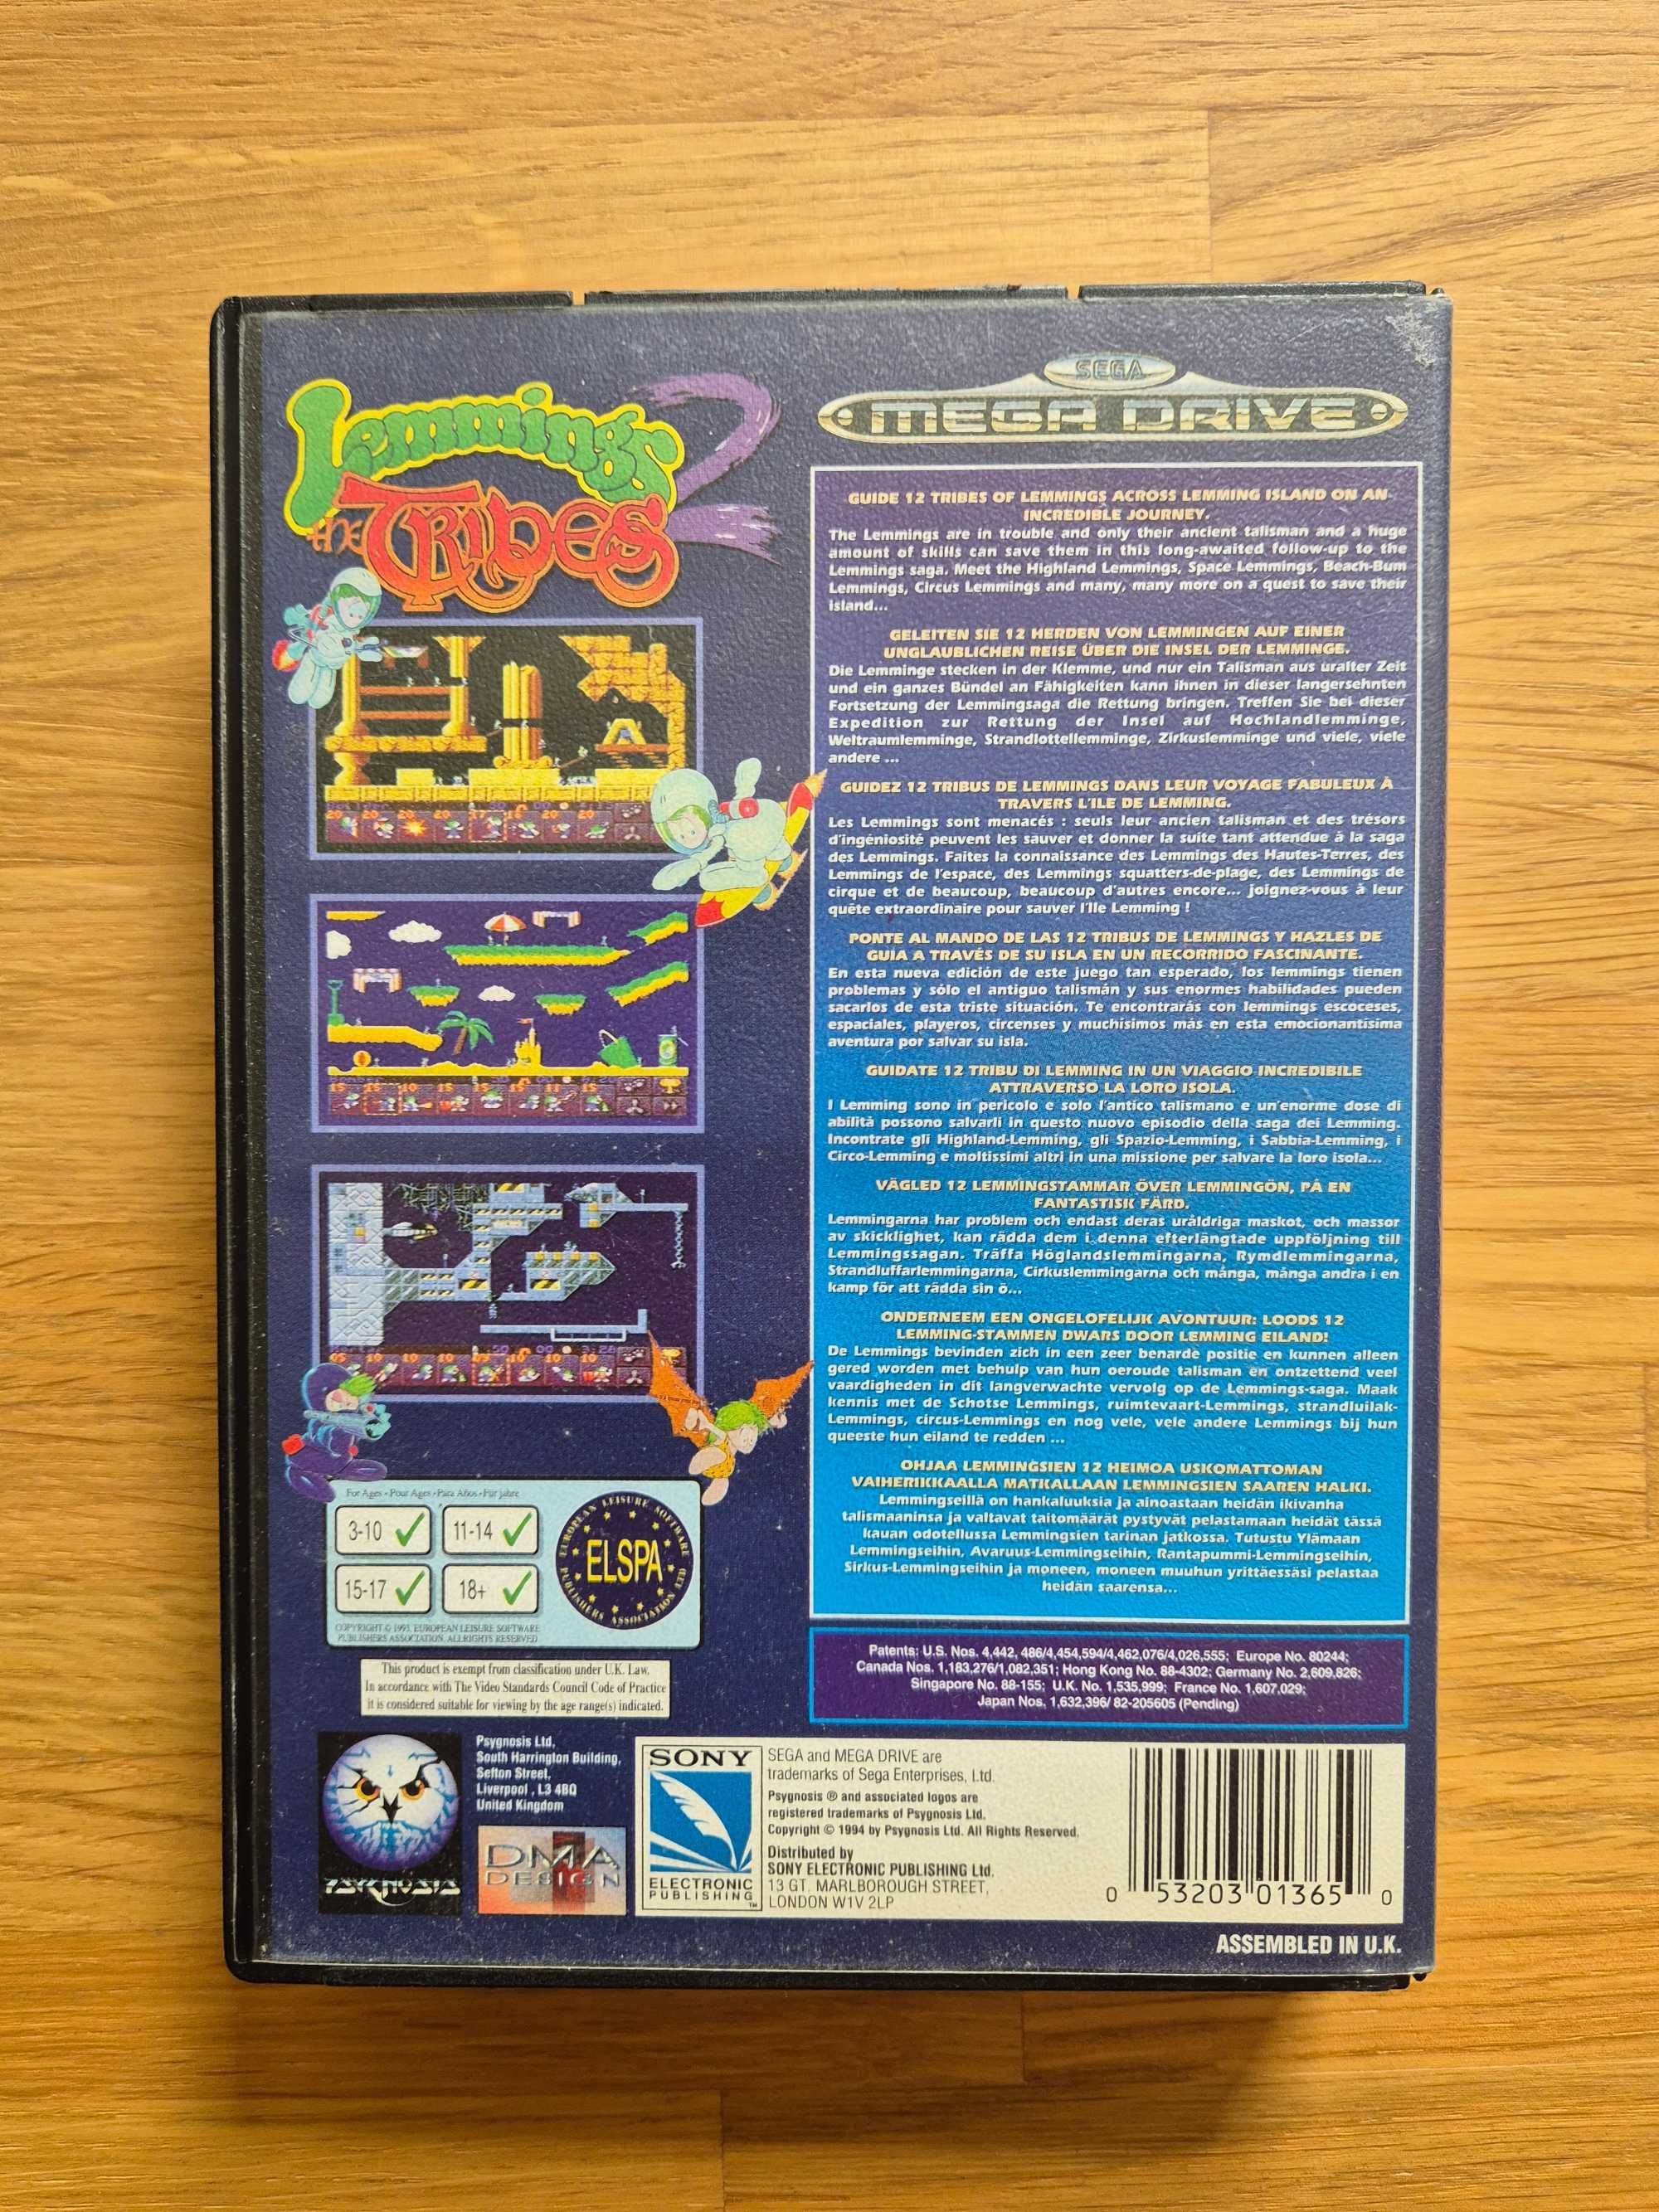 Lemmings 2
the TRIBES
SEGA
MEGA DRIVE
GUIDE 12 TRIBES OF LEMMINGS ACROSS LEMMING ISLAND ON AN
INCREDIBLE JOURNEY.
The Lemmings are in trouble and only their ancient talisman and a huge
amount of skills can save them in this long-awaited follow-up to the
Lemmings saga. Meet the Highland Lemmings, Space Lemmings, Beach-Bum
Lemmings, Circus Lemmings and many, many more on a quest to save their
island...
GELEITEN SIE 12 HERDEN VON LEMMINGEN AUF EINER
UNGLAUBLICHEN REISE ÜBER DIE INSEL DER LEMMINGE.
Die Lemminge stecken in der Klemme, und nur ein Talisman aus uralter Zeit
und ein ganzes Bündel an Fähigkeiten kann ihnen in dieser langersehnten
Fortsetzung der Lemmingsaga die Rettung bringen. Treffen Sie bei dieser
Expedition zur Rettung der Insel auf Hochlandlemminge,
Weltraumlemminge, Strandlottellemminge, Zirkuslemminge und viele, viele
andere ...
GUIDEZ 12 TRIBUS DE LEMMINGS DANS LEUR VOYAGE FABULEUX À
TRAVERS L'ILE DE LEMMING.
Les Lemmings sont menacés : seuls leur ancien talisman et des trésors
d'ingéniosité peuvent les sauver et donner la suite tant attendue à la saga
des Lemmings. Faites la connaissance des Lemmings des Hautes-Terres, des
Lemmings de l'espace, des Lemmings squatters-de-plage, des Lemmings de
cirque et de beaucoup, beaucoup d'autres encore... joignez-vous à leur
quête extraordinaire pour sauver l'Ile Lemming !
PONTE AL MANDO DE LAS 12 TRIBUS DE LEMMINGS Y HAZLES DE
GUIA A TRAVÉS DE SU ISLA EN UN RECORRIDO FASCINANTE.
En esta nueva edición de este juego tan esperado, los lemmings tienen
problemas y sólo el antiguo talismán y sus enormes habilidades pueden
sacarlos de esta triste situación. Te encontrarás con lemmings escoceses,
espaciales, playeros, circenses y muchisimos más en esta emocionantísima
aventura por salvar su isla.
GUIDATE 12 TRIBU DI LEMMING IN UN VIAGGIO INCREDIBILE
ATTRAVERSO LA LORO ISOLA.
I Lemming sono in pericolo e solo l'antico talismano e un'enorme dose di
abilità possono salvarli in questo nuovo episodio della saga dei Lemming.
Incontrate gli Highland-Lemming, gli Spazio-Lemming, i Sabbia-Lemming, i
Circo-Lemming e moltissimi altri in una missione per salvare la loro isola...
VÄGLED 12 LEMMINGSTAMMAR ÖVER LEMMINGÖN, PÅ EN
FANTASTISK FÄRD.
Lemmingarna har problem och endast deras uråldriga maskot, och massor
av skicklighet, kan rädda dem i denna efterlängtade uppföljning till
Lemmingssagan. Träffa Höglandslemmingarna, Rymdlemmingarna,
Strandluffarlemmingarna, Cirkuslemmingarna och många, många andra i en
kamp för att rädda sin ö...
ONDERNEEM EEN ONGELOFELIJK AVONTUUR: LOODS 12
LEMMING-STAMMEN DWARS DOOR LEMMING EILAND!
De Lemmings bevinden zich in een zeer benarde positie en kunnen alleen
gered worden met behulp van hun oeroude talisman en ontzettend veel
vaardigheden in dit langverwachte vervolg op de Lemmings-saga. Maak
kennis met de Schotse Lemmings, ruimtevaart-Lemmings, strandluilak-
Lemmings, circus-Lemmings en nog vele, vele andere Lemmings bij hun
queeste hun eiland te redden ...
OHJAA LEMMINGSIEN 12 HEIMOA USKOMATTOMAN
VAIHERIKKAALLA MATKALLAAN LEMMINGSIEN SAAREN HALKI.
Lemmingseillä on hankaluuksia ja ainoastaan heidän ikivanha
talismaaninsa ja valtavat taitomäärät pystyvät pelastamaan heidät tässä
kauan odotellussa Lemmingsien tarinan jatkossa. Tutustu Ylämaan
Lemmingseihin, Avaruus-Lemmingseihin, Rantapummi-Lemmingseihin,
Sirkus-Lemmingseihin ja moneen, moneen muuhun yrittäessäsi pelastaa
heidän saarensa...
For Ages - Pour Ages - Para Años - Für jahre
3-10 11-14
15-17 18+
EUROPEAN LEISURE SOFTWARE PUBLISHERS ASSOCIATION LTD
ELSPA
COPYRIGHT © 1993 EUROPEAN LEISURE SOFTWARE
PUBLISHERS ASSOCIATION. ALL RIGHTS RESERVED
This product is exempt from classification under U.K. Law.
In accordance with The Video Standards Council Code of Practice
it is considered suitable for viewing by the age range(s) indicated.
Patents: U.S. Nos. 4,442, 486/4,454,594/4,462,076/4,026,555; Europe No. 80244;
Canada Nos. 1,183,276/1,082,351; Hong Kong No. 88-4302; Germany No. 2,609,826;
Singapore No. 88-155; U.K. No. 1,535,999; France No. 1,607,029;
Japan Nos. 1,632,396/ 82-205605 (Pending)
PSYGNOSIS
Psygnosis Ltd,
South Harrington Building,
Sefton Street,
Liverpool , L3 4BQ
United Kingdom
DMA
DESIGN
SONY
ELECTRONIC
PUBLISHING
TM
SEGA and MEGA DRIVE are
trademarks of Sega Enterprises, Ltd.
Psygnosis ® and associated logos are
registered trademarks of Psygnosis Ltd.
Copyright © 1994 by Psygnosis Ltd. All Rights Reserved.
Distributed by
SONY ELECTRONIC PUBLISHING Ltd.
13 GT. MARLBOROUGH STREET,
LONDON W1V 2LP
0 53203 01365 0
ASSEMBLED IN U.K.